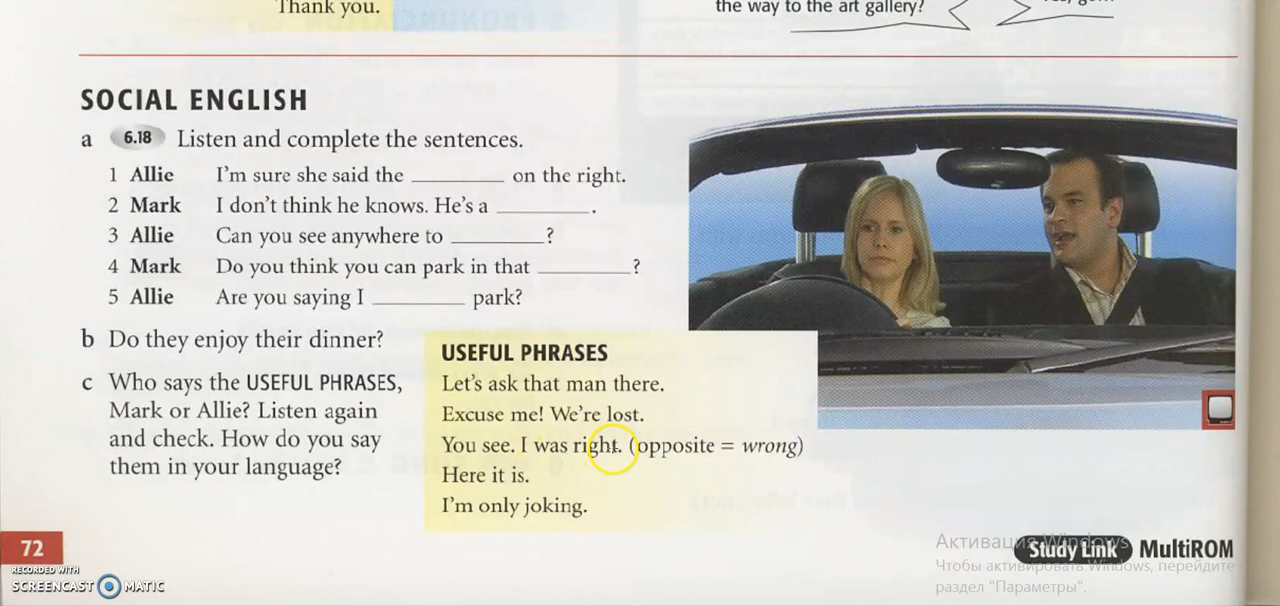 Thank you.
the way to the art gallery?
SOCIAL ENGLISH
a 6.18 Listen and complete the sentences.
1 Allie I'm sure she said the ________ on the right.
2 Mark I don't think he knows. He's a ________.
3 Allie Can you see anywhere to ________?
4 Mark Do you think you can park in that ________?
5 Allie Are you saying I ________ park?
b Do they enjoy their dinner?
c Who says the USEFUL PHRASES,
Mark or Allie? Listen again
and check. How do you say
them in your language?
USEFUL PHRASES
Let's ask that man there.
Excuse me! We're lost.
You see. I was right. (opposite = wrong)
Here it is.
I'm only joking.
72
Study Link MultiROM
RECORDED WITH
SCREENCAST MATIC
Активация Windows
Чтобы активировать Windows, перейдите
раздел "Параметры".